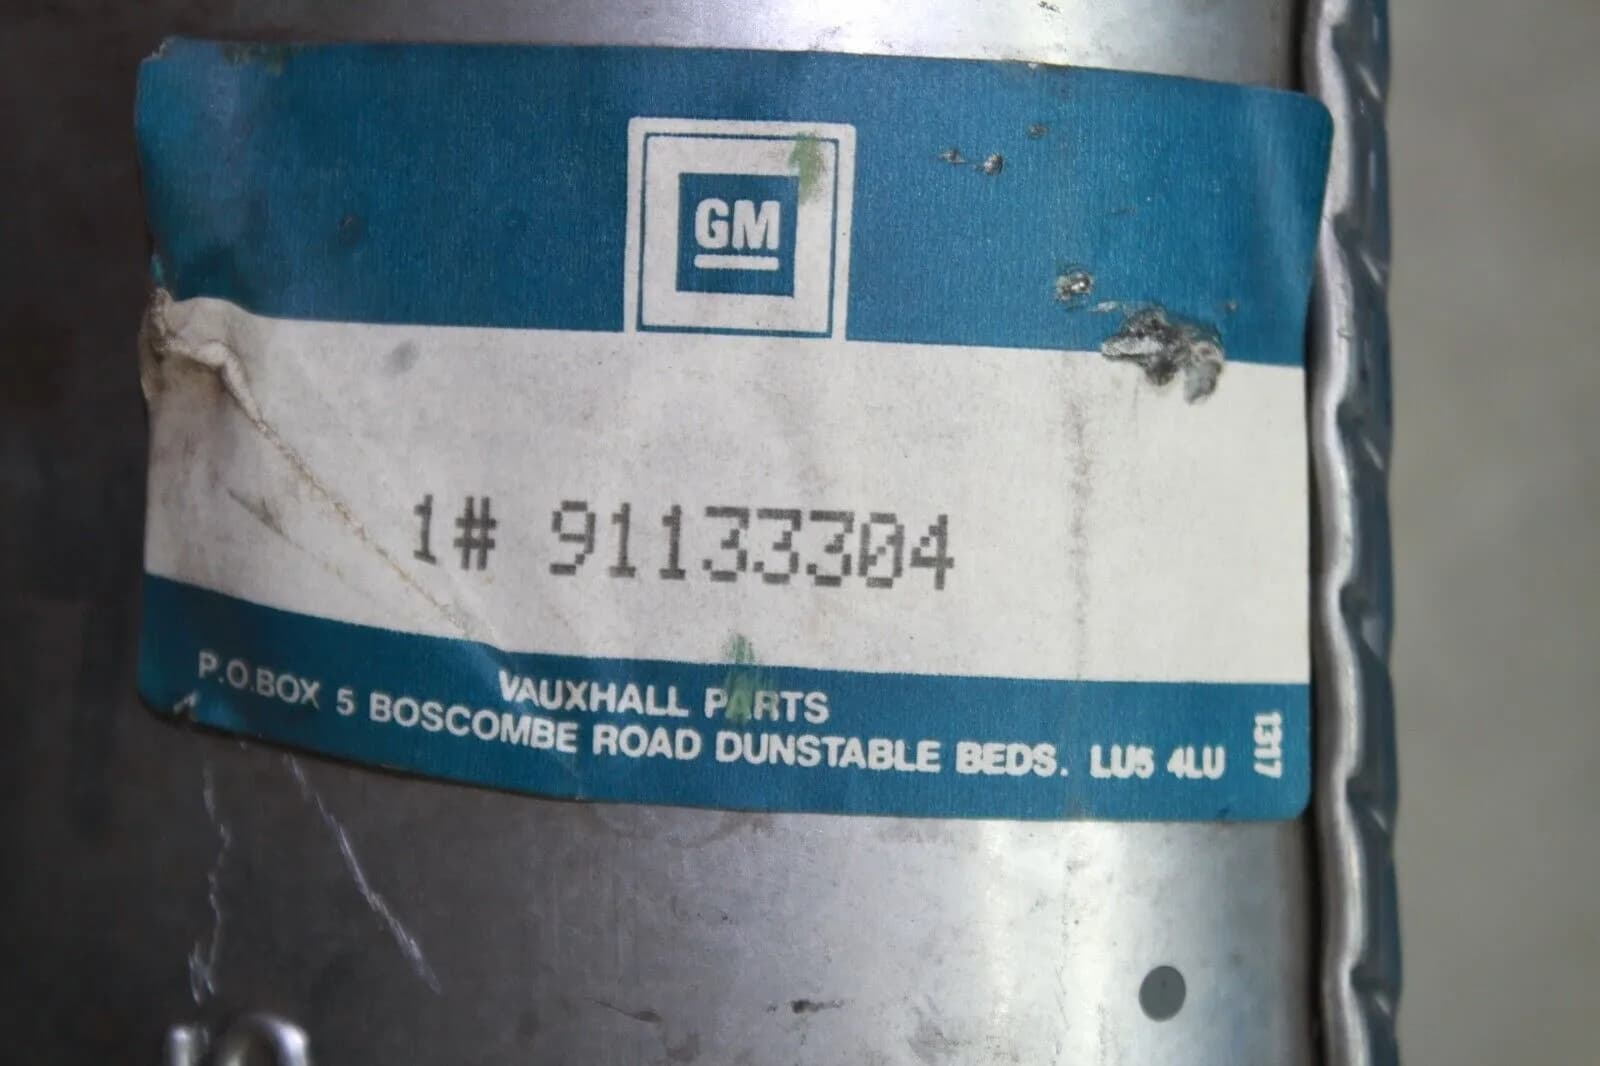 GM
1# 91133304
VAUXHALL PARTS
P.O.BOX 5 BOSCOMBE ROAD DUNSTABLE BEDS. LU5 4LU
1317